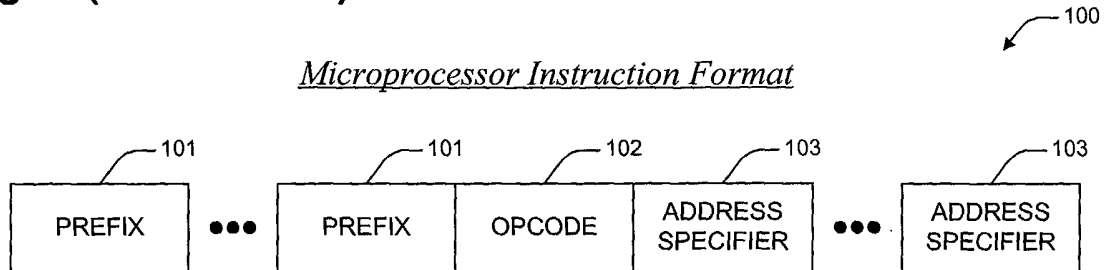 100
Microprocessor Instruction Format
101 101 102 103 103
PREFIX ●●● PREFIX OPCODE ADDRESS SPECIFIER ●●● ADDRESS SPECIFIER